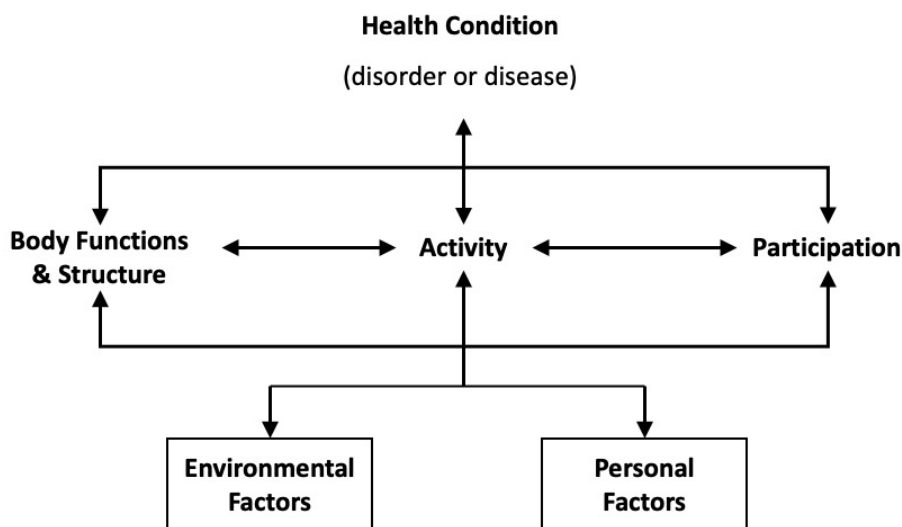 Health Condition
(disorder or disease)
Body Functions
& Structure
Activity
Participation
Environmental
Factors
Personal
Factors